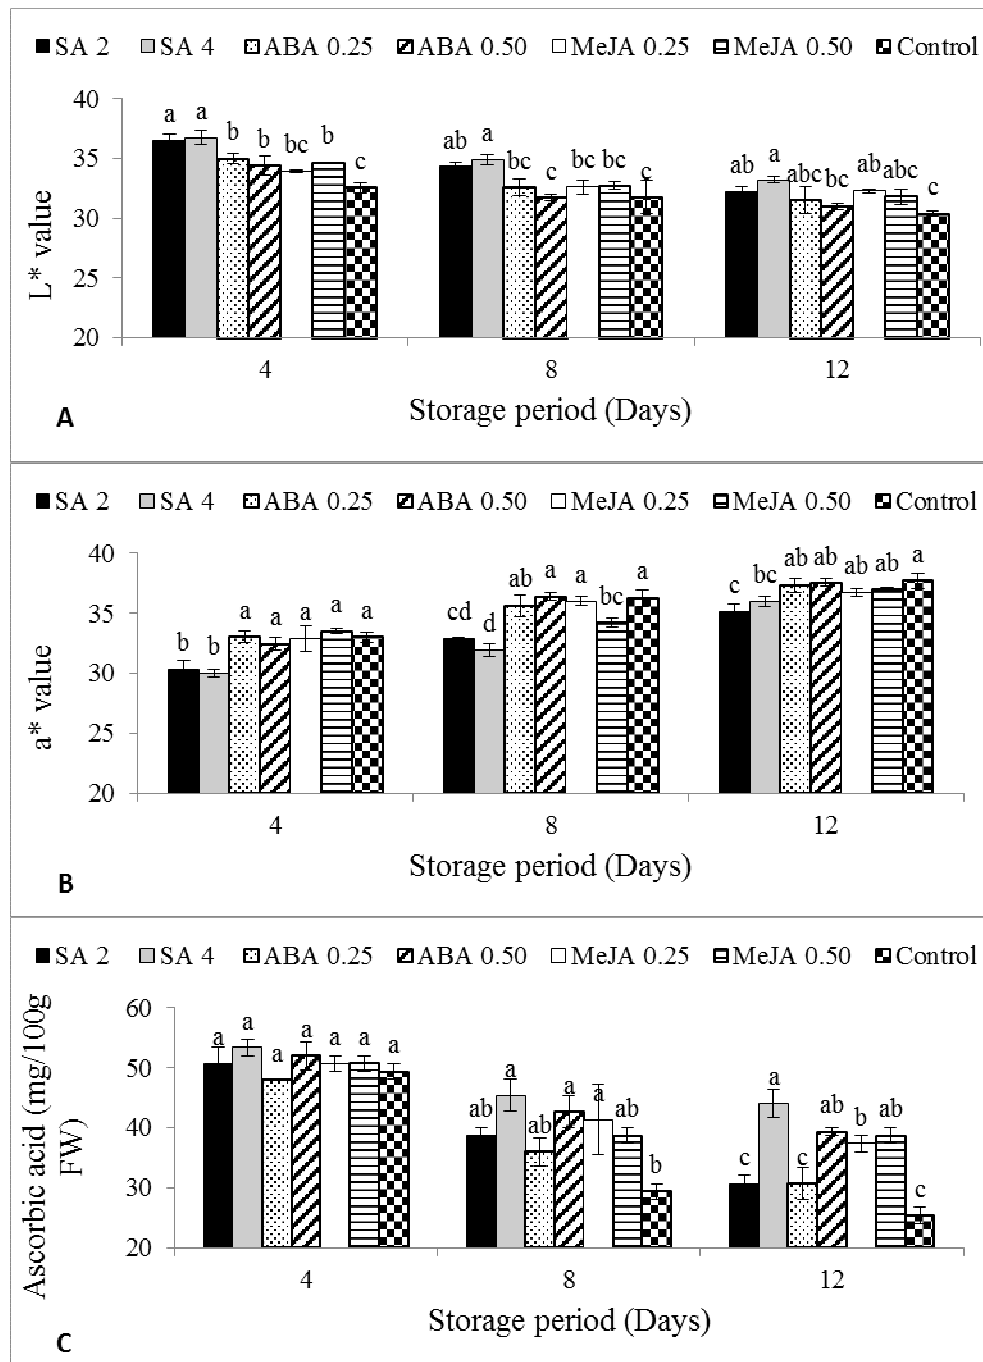 SA 2 SA 4 ABA 0.25 ABA 0.50 MeJA 0.25 MeJA 0.50 Control
40
35
30
25
20
L* value
a a b b bc b c
ab a bc c bc bc c
ab a abc bc ab abc c
4 8 12
Storage period (Days)
A
SA 2 SA 4 ABA 0.25 ABA 0.50 MeJA 0.25 MeJA 0.50 Control
40
35
30
25
20
a* value
b b a a a a a
cd d ab a a bc a
c bc ab ab ab ab a
4 8 12
Storage period (Days)
B
SA 2 SA 4 ABA 0.25 ABA 0.50 MeJA 0.25 MeJA 0.50 Control
60
50
40
30
20
Ascorbic acid (mg/100g
FW)
a a a a a a a
ab a ab a a ab b
c a c ab b ab c
4 8 12
Storage period (Days)
C